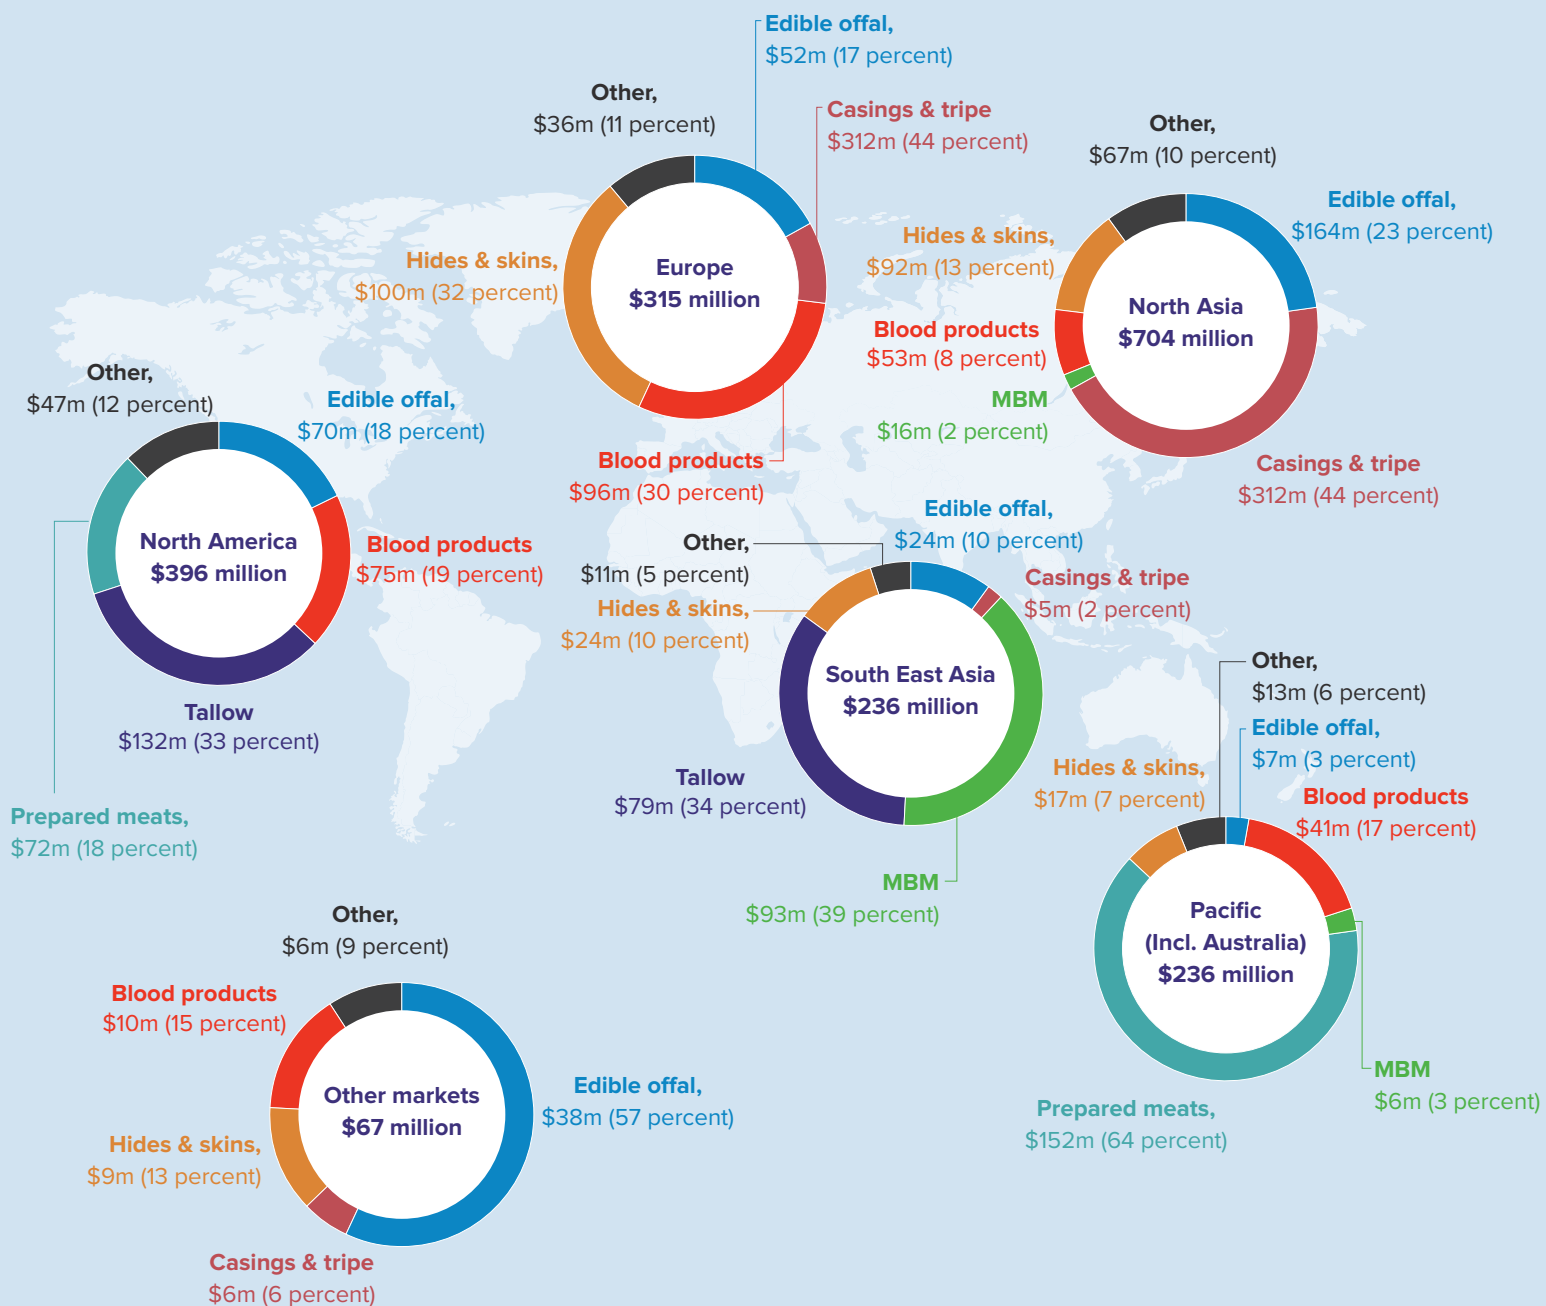 Edible offal,
$52m (17 percent)
Other,
$36m (11 percent)
Casings & tripe
$312m (44 percent)
Hides & skins,
$100m (32 percent)
Europe
$315 million
Blood products
$96m (30 percent)
Other,
$67m (10 percent)
Edible offal,
$164m (23 percent)
Hides & skins,
$92m (13 percent)
Blood products
$53m (8 percent)
MBM
$16m (2 percent)
North Asia
$704 million
Casings & tripe
$312m (44 percent)
Other,
$47m (12 percent)
Edible offal,
$70m (18 percent)
North America
$396 million
Blood products
$75m (19 percent)
Tallow
$132m (33 percent)
Prepared meats,
$72m (18 percent)
Edible offal,
$24m (10 percent)
Other,
$11m (5 percent)
Casings & tripe
$5m (2 percent)
Hides & skins,
$24m (10 percent)
South East Asia
$236 million
Tallow
$79m (34 percent)
MBM
$93m (39 percent)
Other,
$13m (6 percent)
Edible offal,
$7m (3 percent)
Hides & skins,
$17m (7 percent)
Blood products
$41m (17 percent)
Pacific
(Incl. Australia)
$236 million
MBM
$6m (3 percent)
Prepared meats,
$152m (64 percent)
Other,
$6m (9 percent)
Blood products
$10m (15 percent)
Other markets
$67 million
Edible offal,
$38m (57 percent)
Hides & skins,
$9m (13 percent)
Casings & tripe
$6m (6 percent)